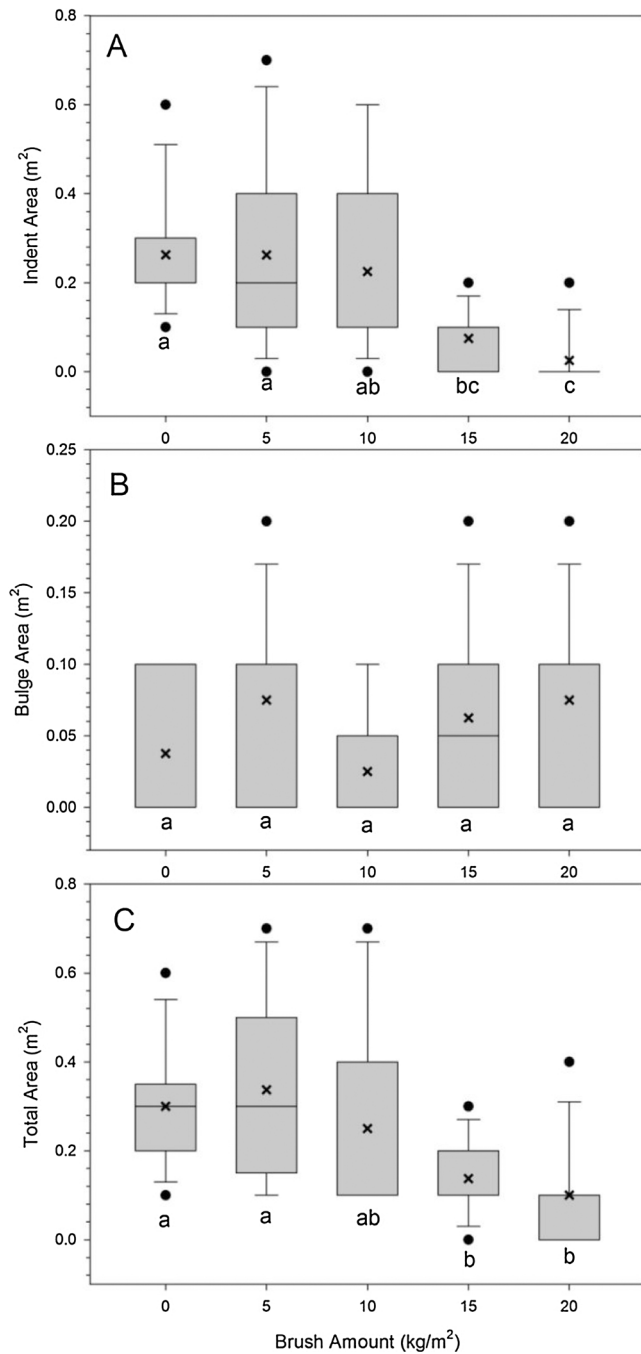 A
Indent Area (m²)
0.8
0.6
0.4
0.2
0.0
a
a
ab
bc
c
0 5 10 15 20
B
Bulge Area (m²)
0.25
0.20
0.15
0.10
0.05
0.00
a a a a a
0 5 10 15 20
C
Total Area (m²)
0.8
0.6
0.4
0.2
0.0
a
a
ab
b
b
0 5 10 15 20
Brush Amount (kg/m²)